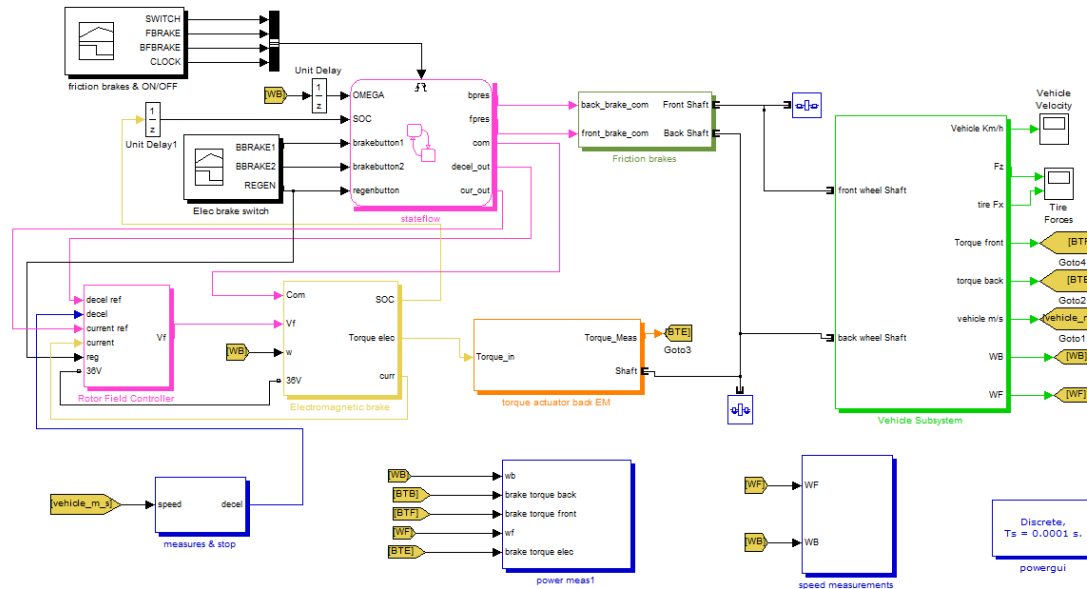 SWITCH
FBRAKE
BFBRAKE
CLOCK
friction brakes & ON/OFF
Unit Delay
1
z
[WB]
1
z
Unit Delay1
BBRAKE1
BBRAKE2
REGEN
Elec brake switch
OMEGA
SOC
brakebutton1
brakebutton2
regenbutton
bpres
fpres
com
decel_out
cur_out
stateflow
back_brake_com
front_brake_com
Front Shaft
Back Shaft
Friction brakes
Vehicle Km/h
Fz
tire Fx
Torque front
torque back
vehicle m/s
WB
WF
front wheel Shaft
back wheel Shaft
Vehicle Subsystem
Vehicle
Velocity
Tire
Forces
[BTF
Goto4
Goto2
Goto1
[WB]
[WF]
decel ref
decel
current ref
current
reg
36V
Vf
Rotor Field Controller
Com
Vf
w
36V
SOC
Torque elec
curr
Electromagnetic brake
[WB]
Torque_in
Torque_Meas
Shaft
torque actuator back EM
[BTE]
Goto3
[vehicle_m_s]
speed
decel
measures & stop
[WB]
[BTB]
[BTF]
[WF]
[BTE]
wb
brake torque back
brake torque front
wf
brake torque elec
power meas1
[WF]
[WB]
WF
WB
speed measurements
Discrete,
Ts = 0.0001 s.
powergui